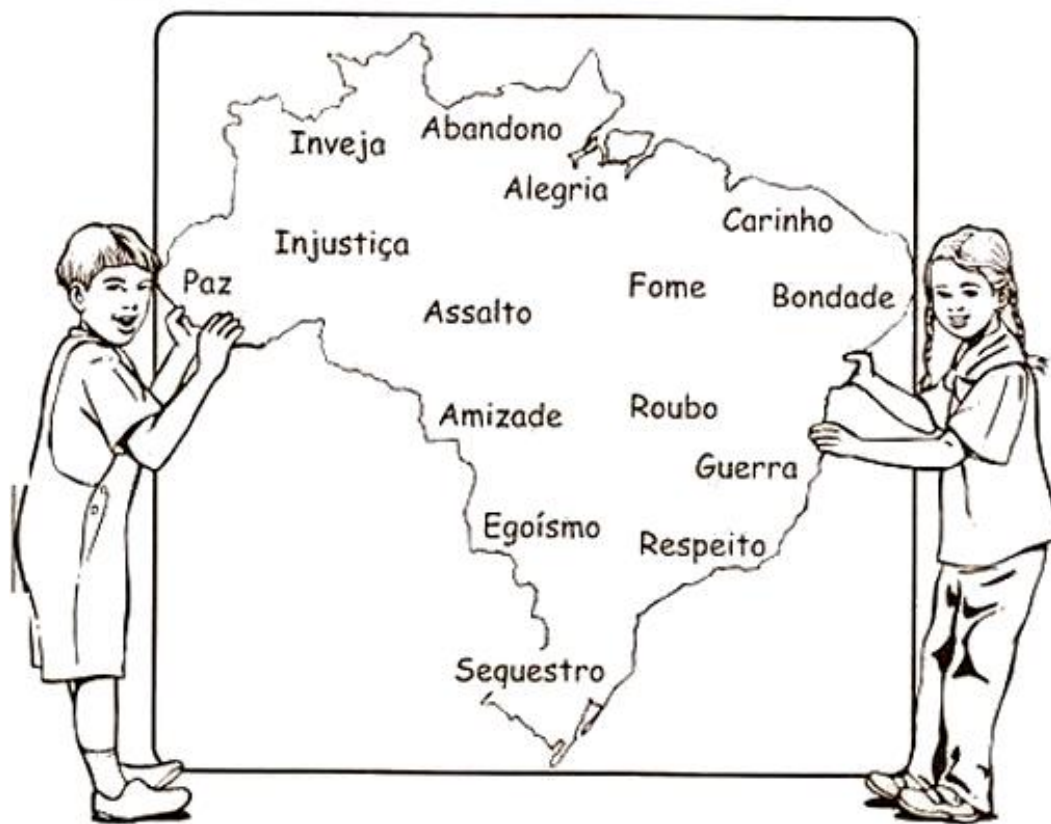 Abandono
Inveja
Alegria
Carinho
Injustiça
Paz
Fome
Bondade
Assalto
Amizade
Roubo
Guerra
Egoísmo
Respeito
Sequestro